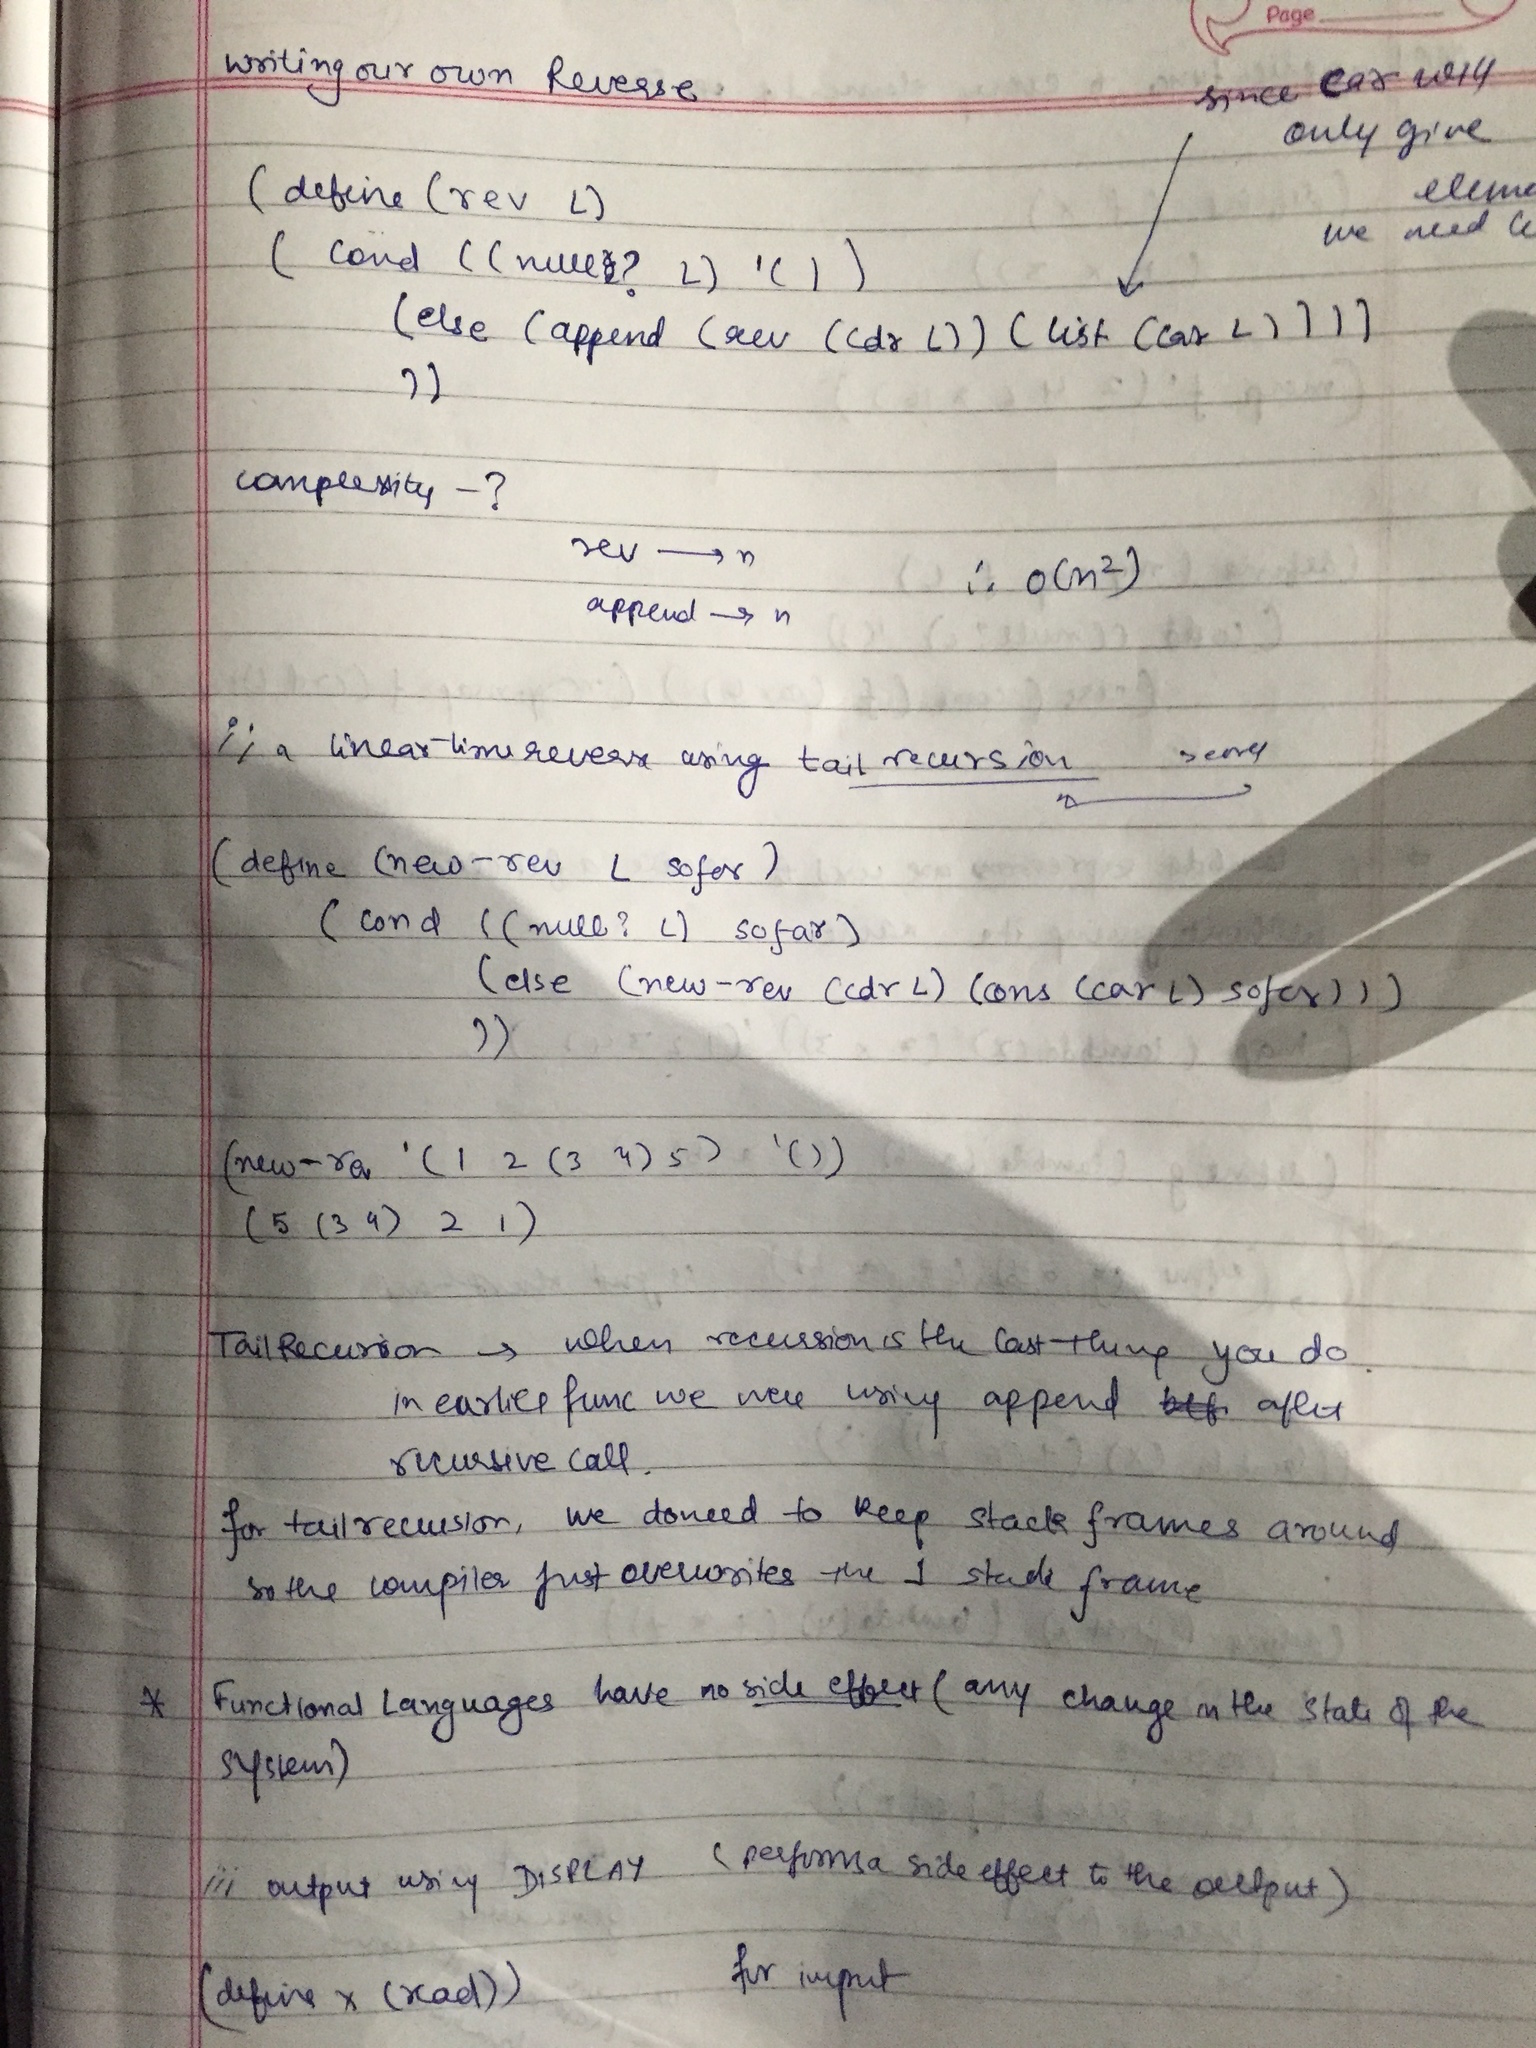 Page
writing our own Reverse
since car will
only give
eleme
we need
(define (rev L)
( cond ((null? L) '( ) )
(else (append (rev (cdr L)) (list (car L))))
))
complexity -?
rev → n
append → n
∴ O(n²)
;; a linear-time reverse using tail recursion
(define (new-rev L sofar)
( cond ((null? L) sofar)
(else (new-rev (cdr L) (cons (car L) sofar)))
))
(new-rev '(1 2 (3 4) 5) '())
(5 (3 4) 2 1)
Tail Recursion → when recussion is the last thing you do.
in earlier func we were using append after
recursive call.
for tail recursion, we doneed to keep stack frames around
so the compiler just overwrites the 1 stack frame
* Functional Languages have no side effect ( any change in the state of the
system)
;;; output using DISPLAY ( performs a side effect to the output)
(define x (read)) for input